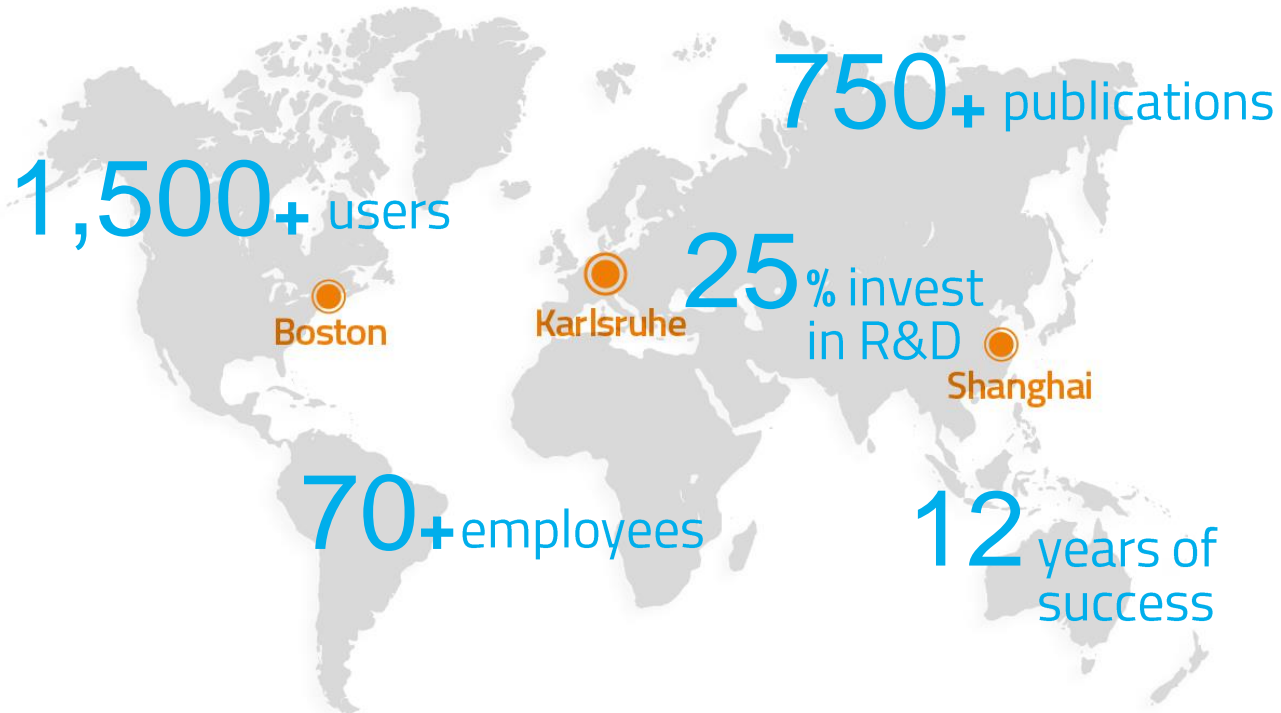 750+ publications
1,500+ users
25% invest
in R&D
Boston
Karlsruhe
Shanghai
70+ employees
12 years of
success